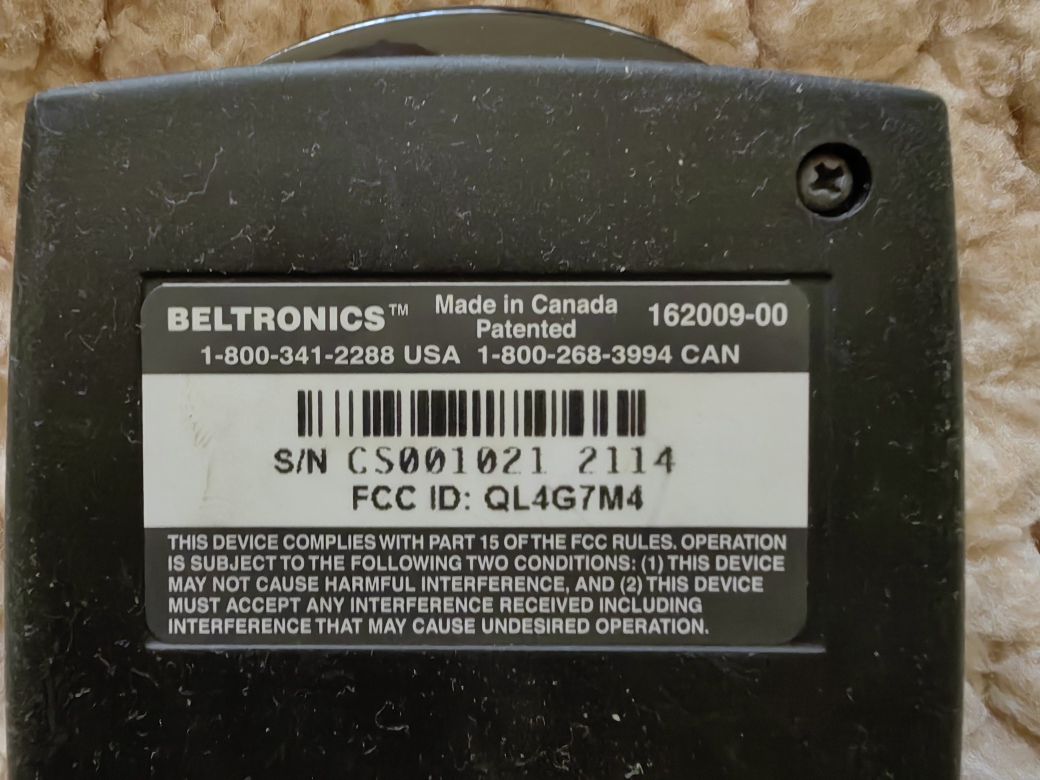 BELTRONICS™ Made in Canada 162009-00
Patented
1-800-341-2288 USA 1-800-268-3994 CAN
S/N CS001021 2114
FCC ID: QL4G7M4
THIS DEVICE COMPLIES WITH PART 15 OF THE FCC RULES. OPERATION
IS SUBJECT TO THE FOLLOWING TWO CONDITIONS: (1) THIS DEVICE
MAY NOT CAUSE HARMFUL INTERFERENCE, AND (2) THIS DEVICE
MUST ACCEPT ANY INTERFERENCE RECEIVED INCLUDING
INTERFERENCE THAT MAY CAUSE UNDESIRED OPERATION.